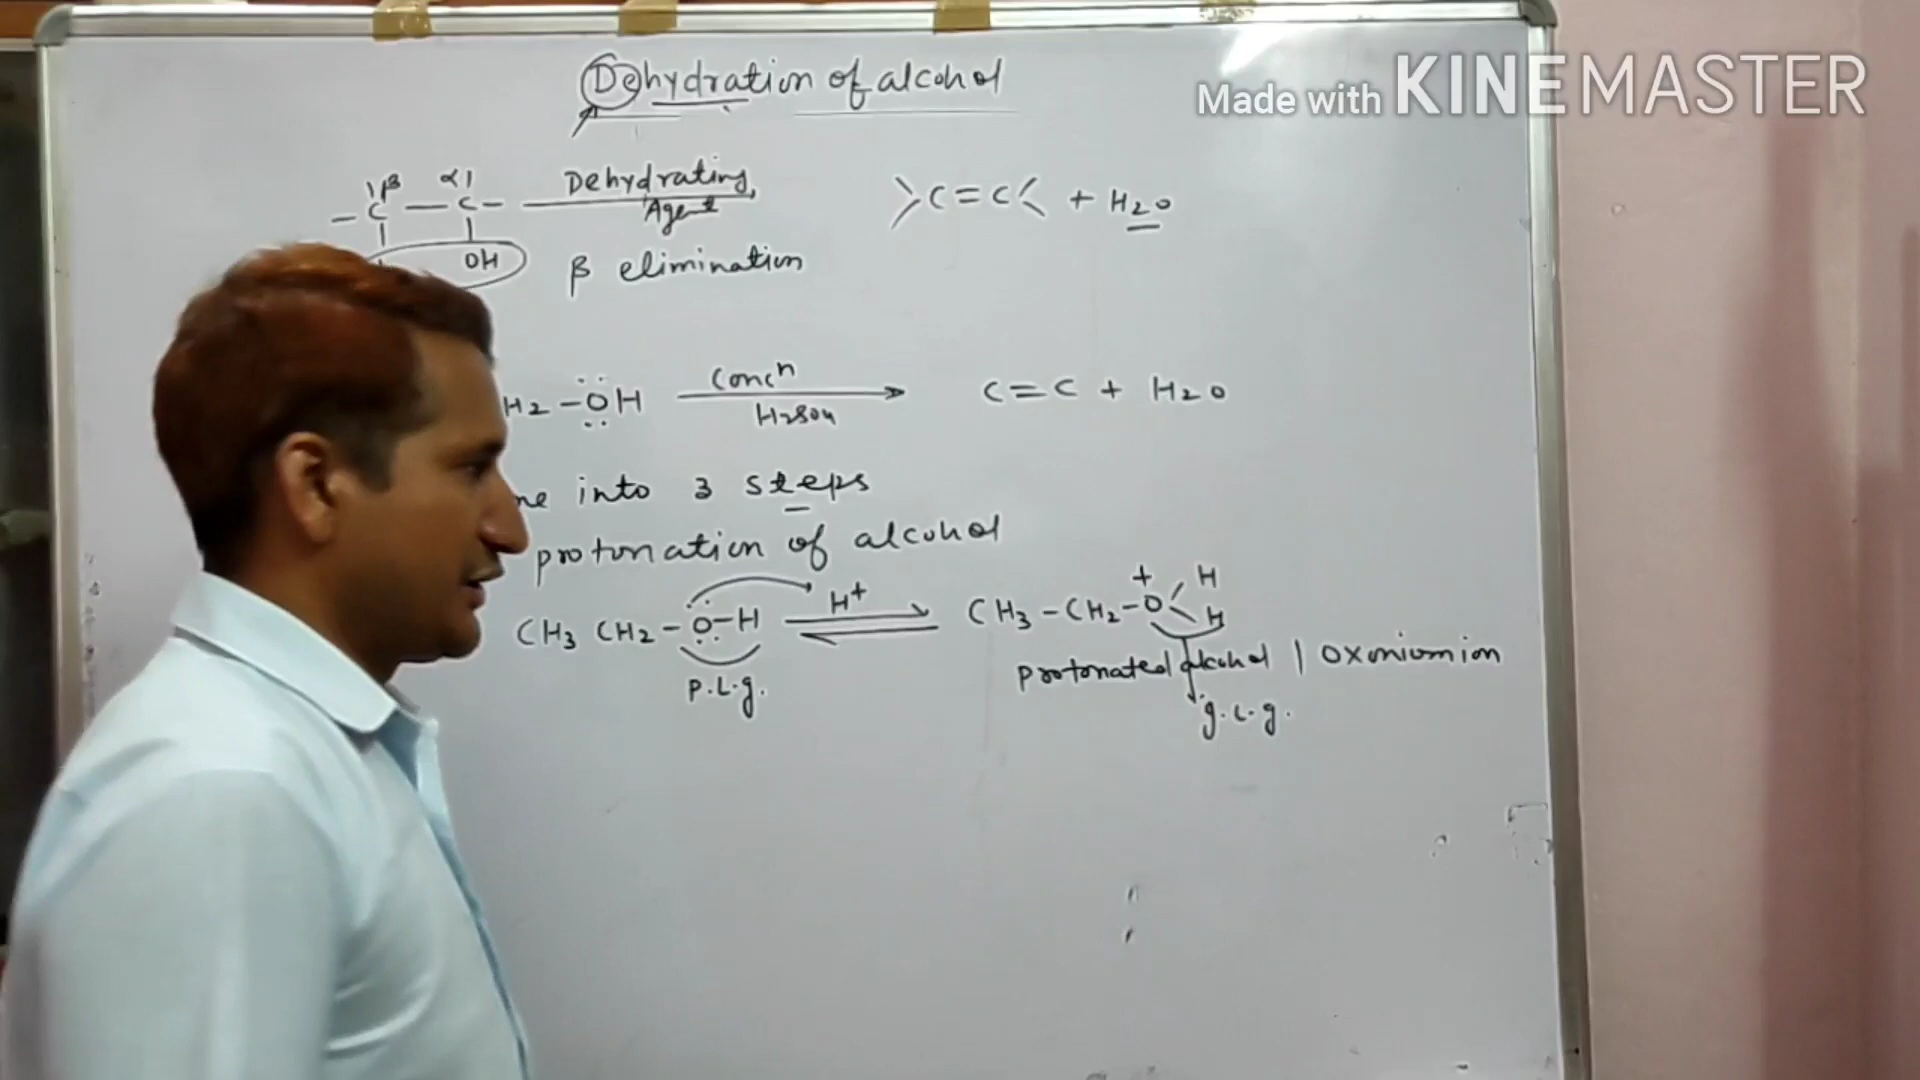 Dehydration of alcohol
Made with KINEMASTER
β α
— C — C — Dehydrating Agent >C=C< + H2O
OH
β elimination
H2 – OH Concn H2SO4 → C=C + H2O
into 3 steps
protonation of alcohol
CH3 CH2 – O – H H+ ⇌ CH3 – CH2 – O+ H H
protonated alcohol | oxonium ion
P.L.g.
g.L.g.